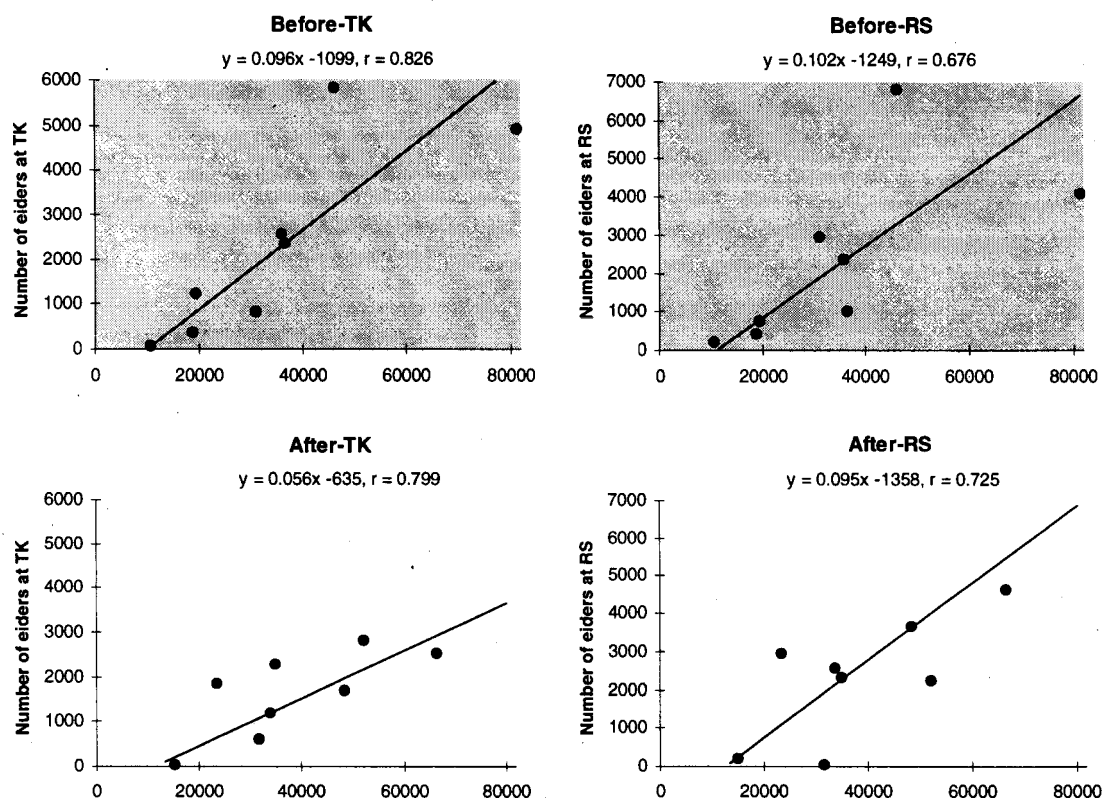 Before-TK
y = 0.096x -1099, r = 0.826
Number of eiders at TK
6000
5000
4000
3000
2000
1000
0
0 20000 40000 60000 80000
Before-RS
y = 0.102x -1249, r = 0.676
Number of eiders at RS
7000
6000
5000
4000
3000
2000
1000
0
0 20000 40000 60000 80000
After-TK
y = 0.056x -635, r = 0.799
Number of eiders at TK
6000
5000
4000
3000
2000
1000
0
0 20000 40000 60000 80000
After-RS
y = 0.095x -1358, r = 0.725
Number of eiders at RS
7000
6000
5000
4000
3000
2000
1000
0
0 20000 40000 60000 80000